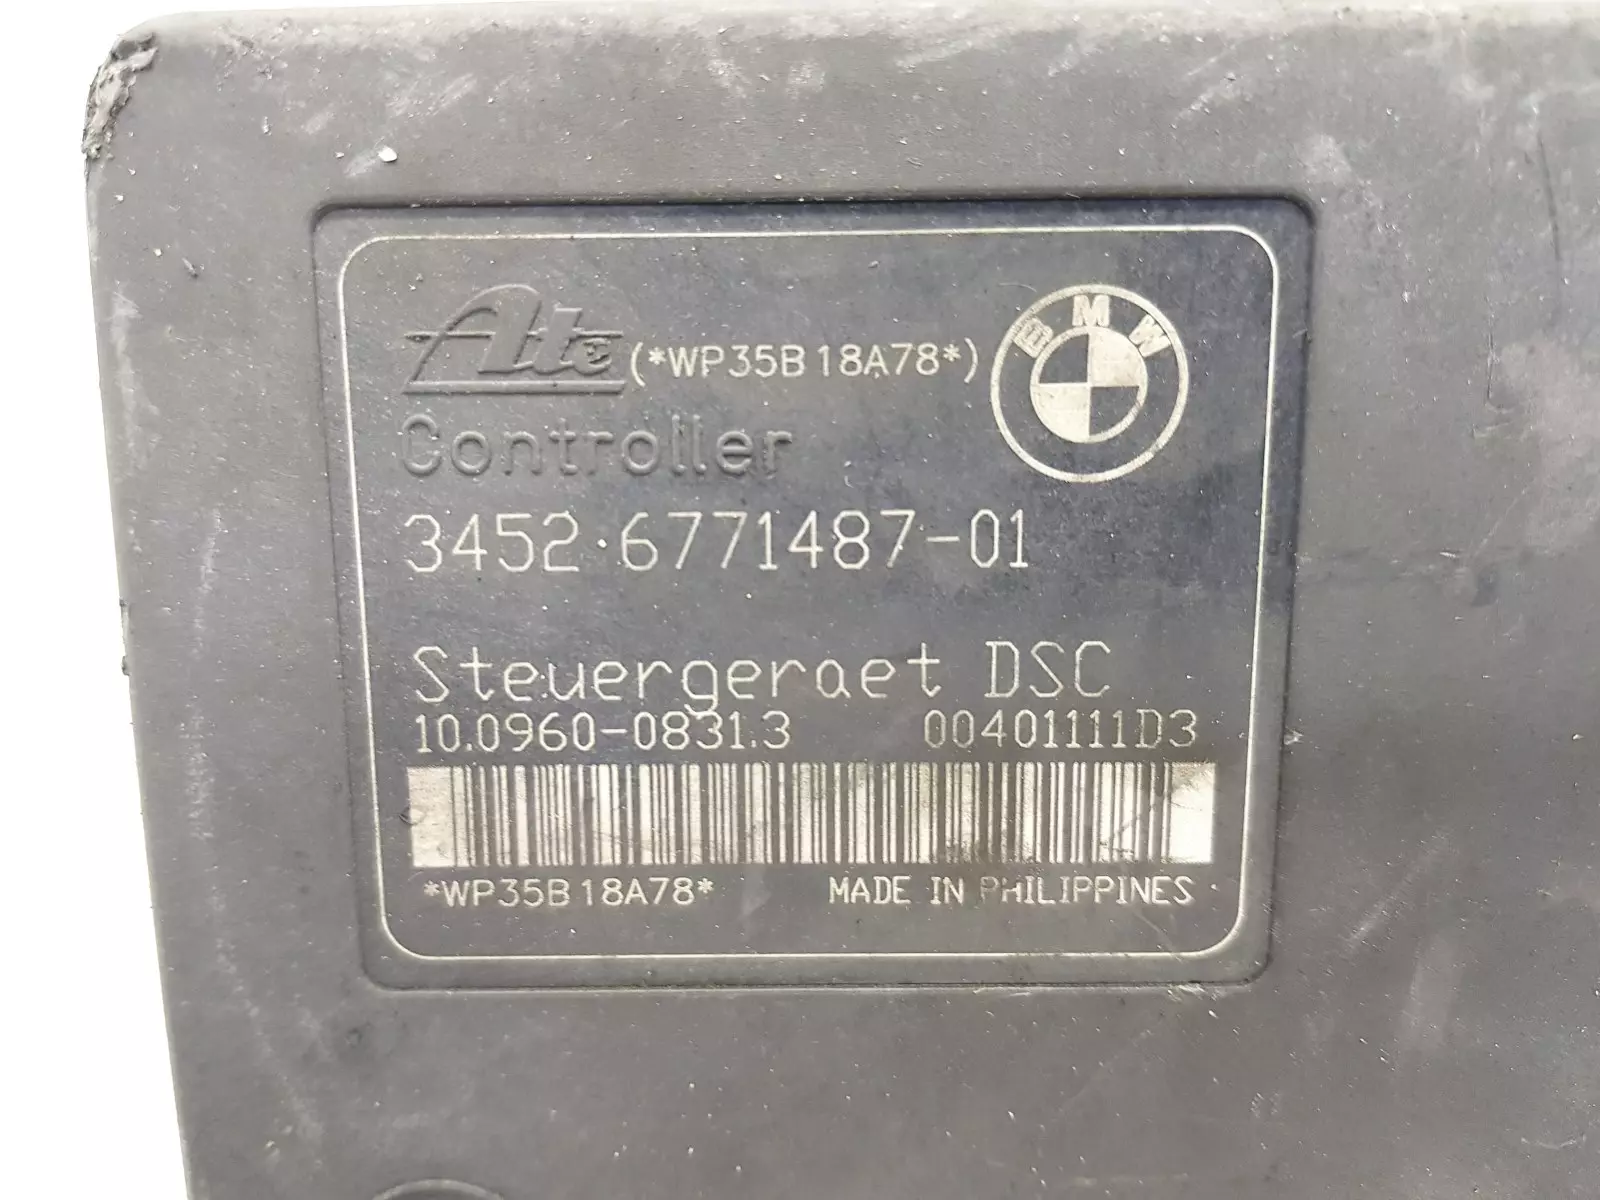 Ate (*WP35B18A78*) BMW
Controller
3452·6771487-01
Steuergeraet DSC
10.0960-0831.3 00401111D3
*WP35B18A78* MADE IN PHILIPPINES